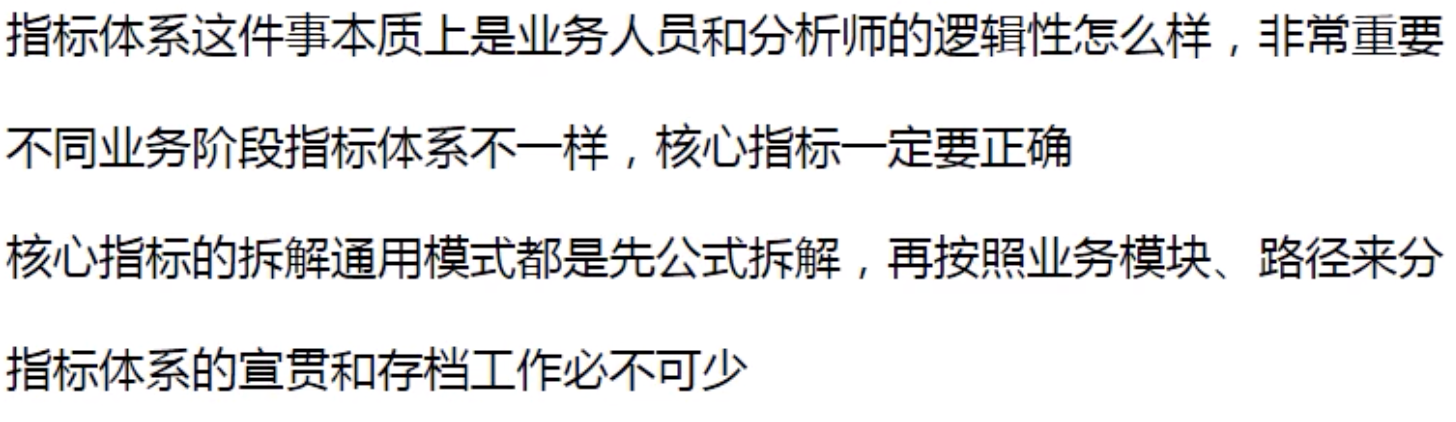 指标体系这件事本质上是业务人员和分析师的逻辑性怎么样，非常重要
不同业务阶段指标体系不一样，核心指标一定要正确
核心指标的拆解通用模式都是先公式拆解，再按照业务模块、路径来分
指标体系的宣贯和存档工作必不可少